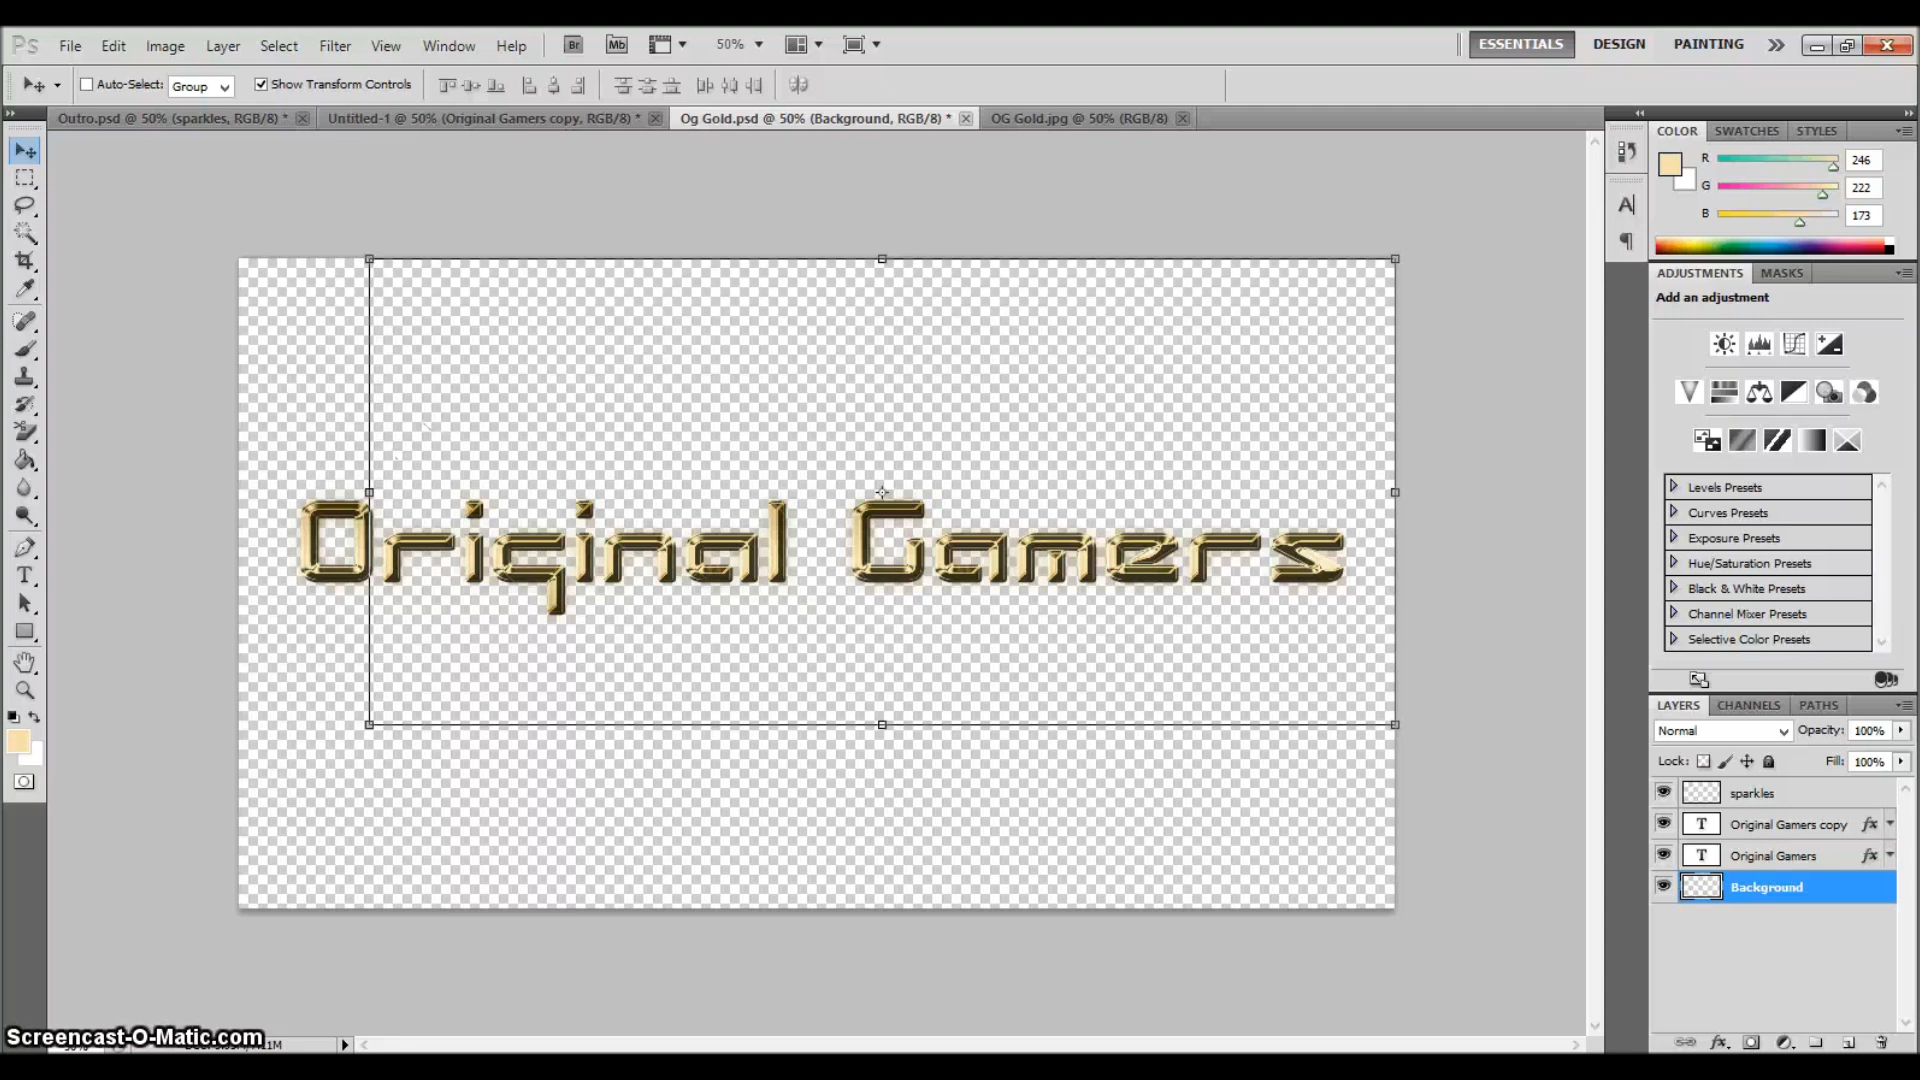 Ps File Edit Image Layer Select Filter View Window Help Br Mb 50% ESSENTIALS DESIGN PAINTING
Auto-Select: Group Show Transform Controls
Outro.psd @ 50% (sparkles, RGB/8) * Untitled-1 @ 50% (Original Gamers copy, RGB/8) * Og Gold.psd @ 50% (Background, RGB/8) * OG Gold.jpg @ 50% (RGB/8)
COLOR SWATCHES STYLES
R 246
G 222
B 173
ADJUSTMENTS MASKS
Add an adjustment
Levels Presets
Curves Presets
Exposure Presets
Hue/Saturation Presets
Black & White Presets
Channel Mixer Presets
Selective Color Presets
Original Gamers
LAYERS CHANNELS PATHS
Normal Opacity: 100%
Lock: Fill: 100%
sparkles
T Original Gamers copy fx
T Original Gamers fx
Background
Screencast-O-Matic.com